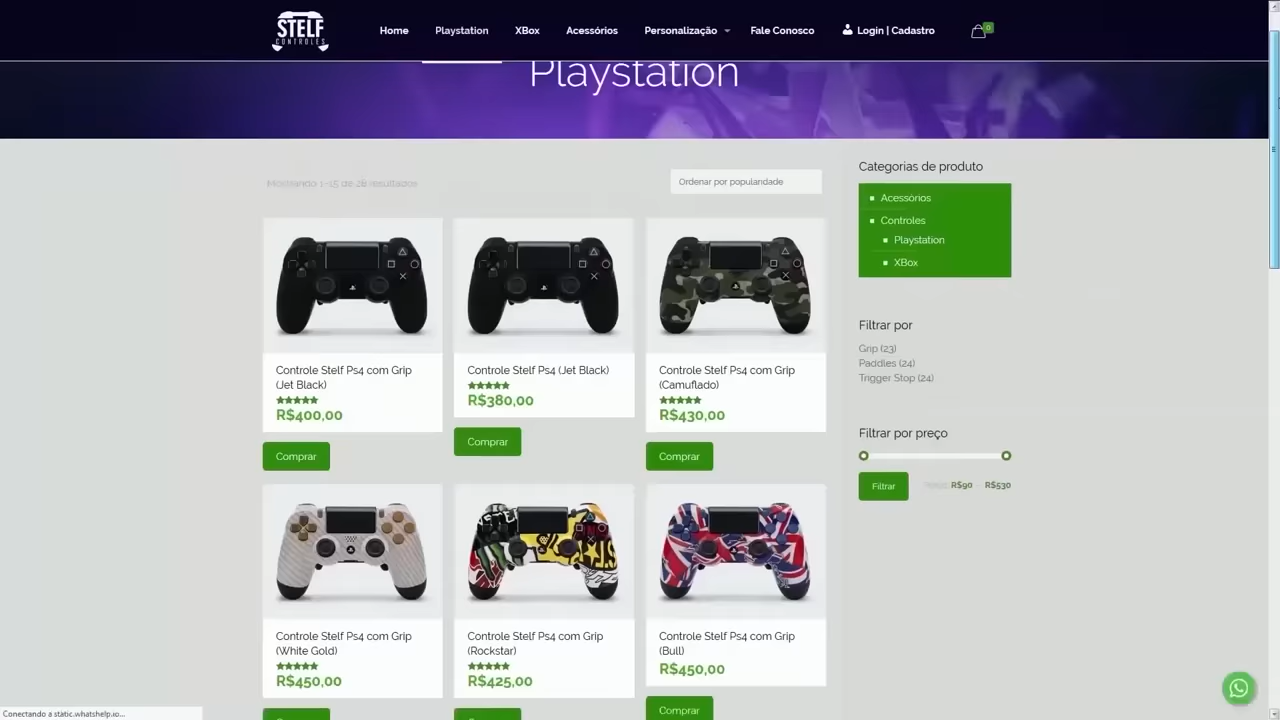 STELF
CONTROLES
Home
Playstation
XBox
Acessórios
Personalização
Fale Conosco
Login | Cadastro
0
Playstation
Mostrando 1–15 de 28 resultados
Ordenar por popularidade
Categorias de produto
Acessórios
Controles
Playstation
XBox
Filtrar por
Grip (23)
Paddles (24)
Trigger Stop (24)
Filtrar por preço
Filtrar
R$90
R$530
Controle Stelf Ps4 com Grip
(Jet Black)
R$400,00
Comprar
Controle Stelf Ps4 (Jet Black)
R$380,00
Comprar
Controle Stelf Ps4 com Grip
(Camuflado)
R$430,00
Comprar
Controle Stelf Ps4 com Grip
(White Gold)
R$450,00
Controle Stelf Ps4 com Grip
(Rockstar)
R$425,00
Controle Stelf Ps4 com Grip
(Bull)
R$450,00
Comprar
Conectando a static.whatshelp.io...